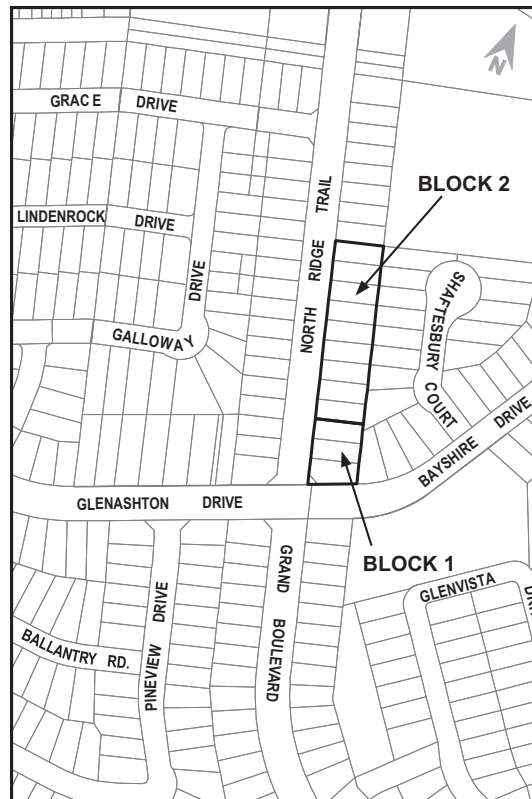 N
GRACE DRIVE
BLOCK 2
LINDENROCK DRIVE
NORTH RIDGE TRAIL
DRIVE
GALLOWAY
SHAFTESBURY COURT
BAYSHIRE DRIVE
GLENASHTON DRIVE
BLOCK 1
GLENVISTA
PINEVIEW DRIVE
GRAND BOULEVARD
BALLANTRY RD.